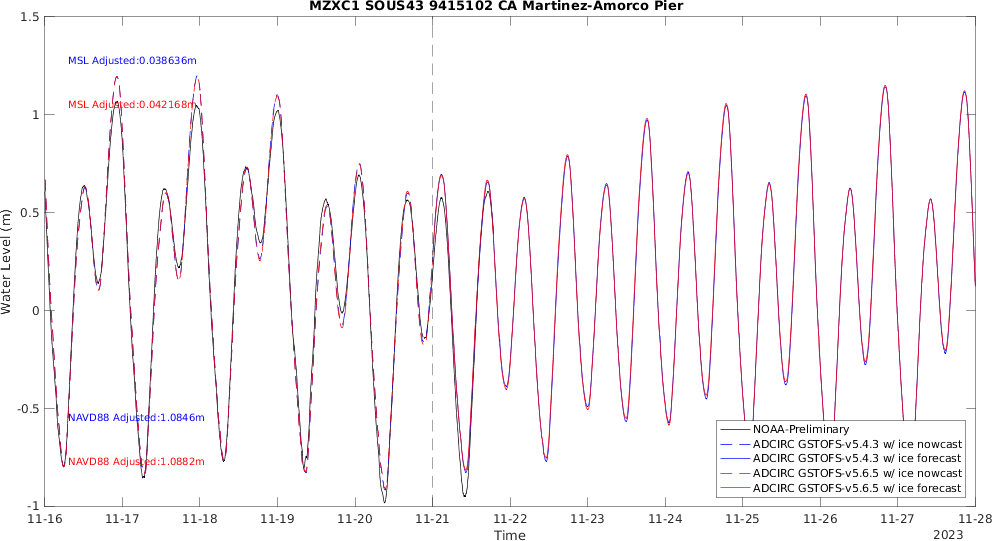 MZXC1 SOUS43 9415102 CA Martinez-Amorco Pier
1.5
1
0.5
0
-0.5
-1
Water Level (m)
MSL Adjusted:0.038636m
MSL Adjusted:0.042168m
NAVD88 Adjusted:1.0846m
NAVD88 Adjusted:1.0882m
NOAA-Preliminary
ADCIRC GSTOFS-v5.4.3 w/ ice nowcast
ADCIRC GSTOFS-v5.4.3 w/ ice forecast
ADCIRC GSTOFS-v5.6.5 w/ ice nowcast
ADCIRC GSTOFS-v5.6.5 w/ ice forecast
11-16 11-17 11-18 11-19 11-20 11-21 11-22 11-23 11-24 11-25 11-26 11-27 11-28
Time
2023